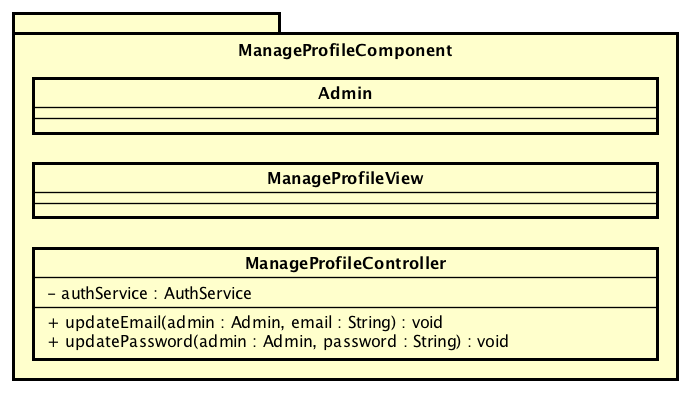 ManageProfileComponent
Admin
ManageProfileView
ManageProfileController
– authService : AuthService
+ updateEmail(admin : Admin, email : String) : void
+ updatePassword(admin : Admin, password : String) : void